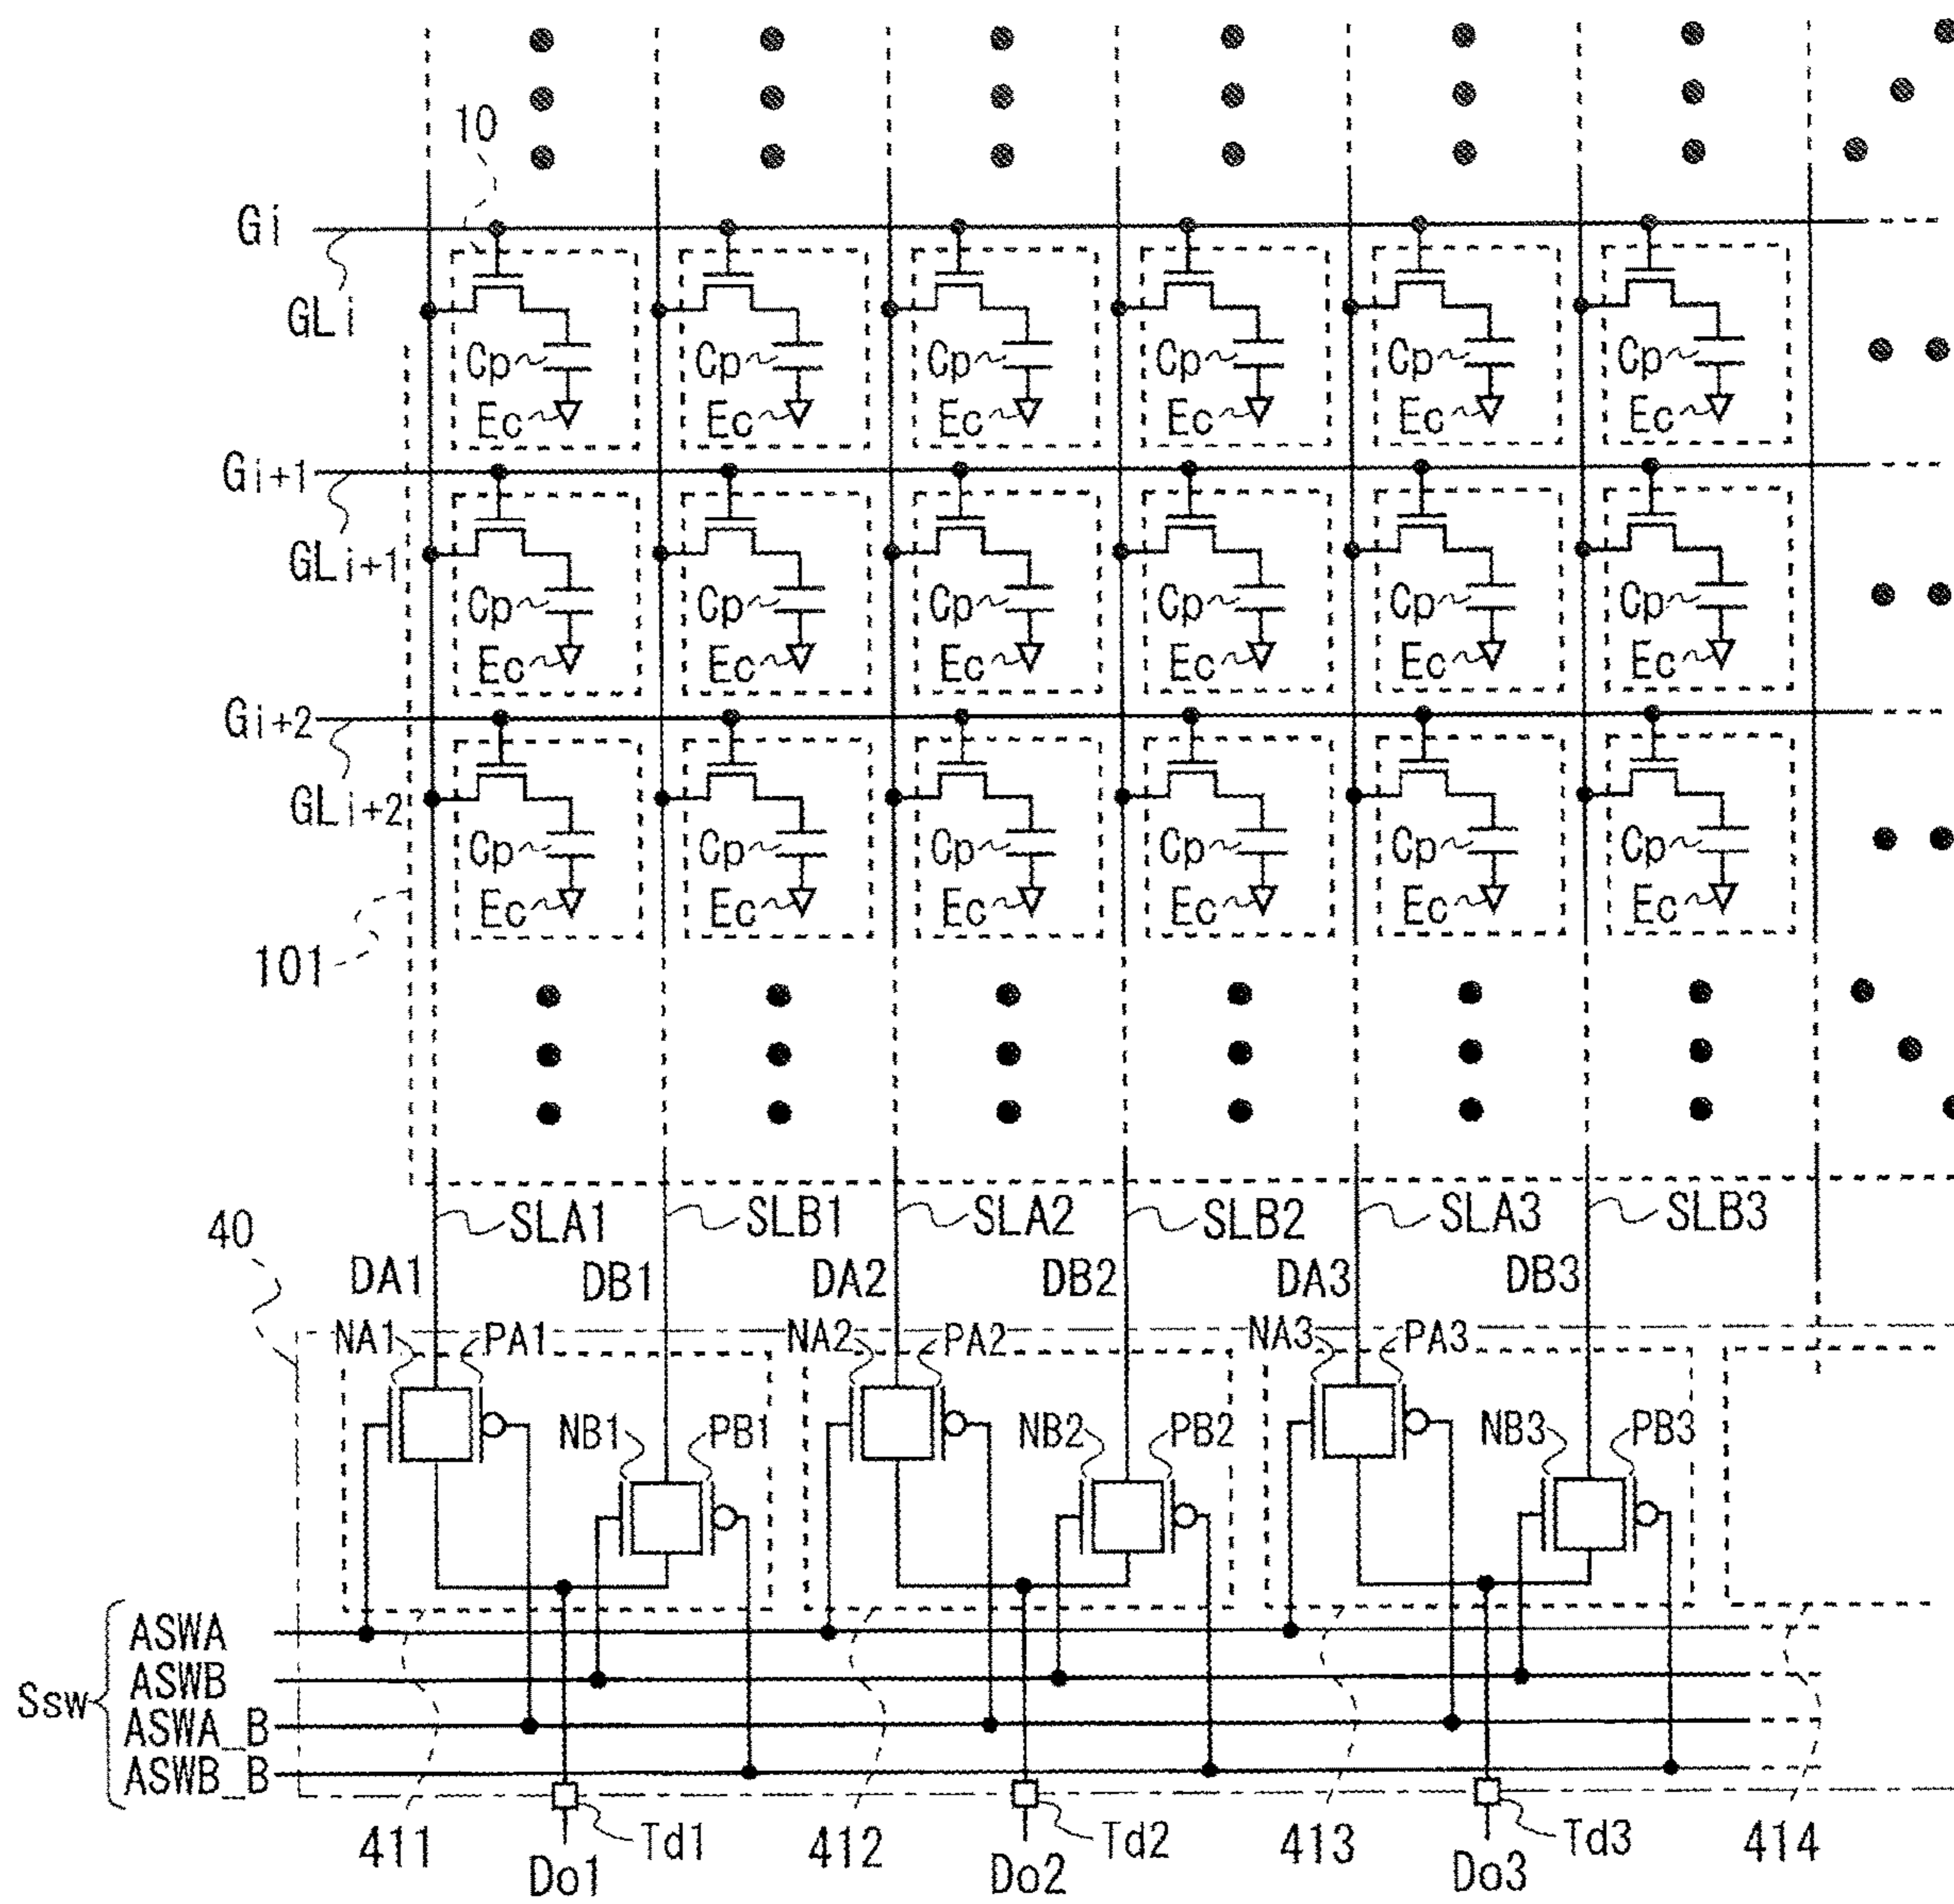 10
Gi
GLi
Cp Cp Cp Cp Cp Cp
Ec Ec Ec Ec Ec Ec
Gi+1
GLi+1
Cp Cp Cp Cp Cp Cp
Ec Ec Ec Ec Ec Ec
Gi+2
GLi+2
Cp Cp Cp Cp Cp Cp
Ec Ec Ec Ec Ec Ec
101
40
SLA1 SLB1 SLA2 SLB2 SLA3 SLB3
DA1 DB1 DA2 DB2 DA3 DB3
NA1 PA1 NA2 PA2 NA3 PA3
NB1 PB1 NB2 PB2 NB3 PB3
Ssw
ASWA
ASWB
ASWA_B
ASWB_B
411 Td1 412 Td2 413 Td3 414
Do1 Do2 Do3